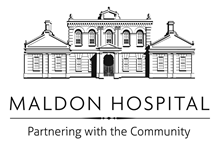 MALDON HOSPITAL
Partnering with the Community